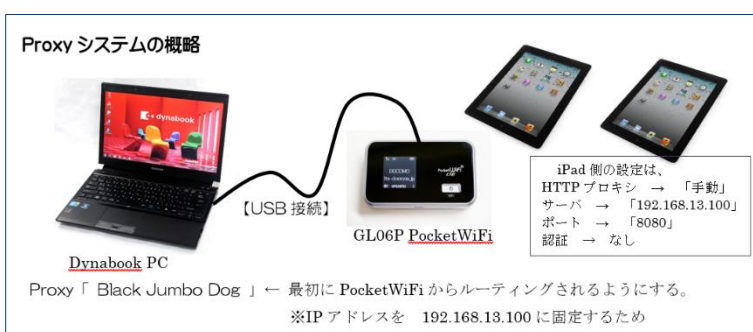 Proxy システムの概略
dynabook
DOCOMO
PocketWiFi
LTE
【USB 接続】
GL06P PocketWiFi
Dynabook PC
iPad 側の設定は、
HTTP プロキシ → 「手動」
サーバ → 「192.168.13.100」
ポート → 「8080」
認証 → なし
Proxy「 Black Jumbo Dog 」← 最初に PocketWiFi からルーティングされるようにする。
※IP アドレスを 192.168.13.100 に固定するため